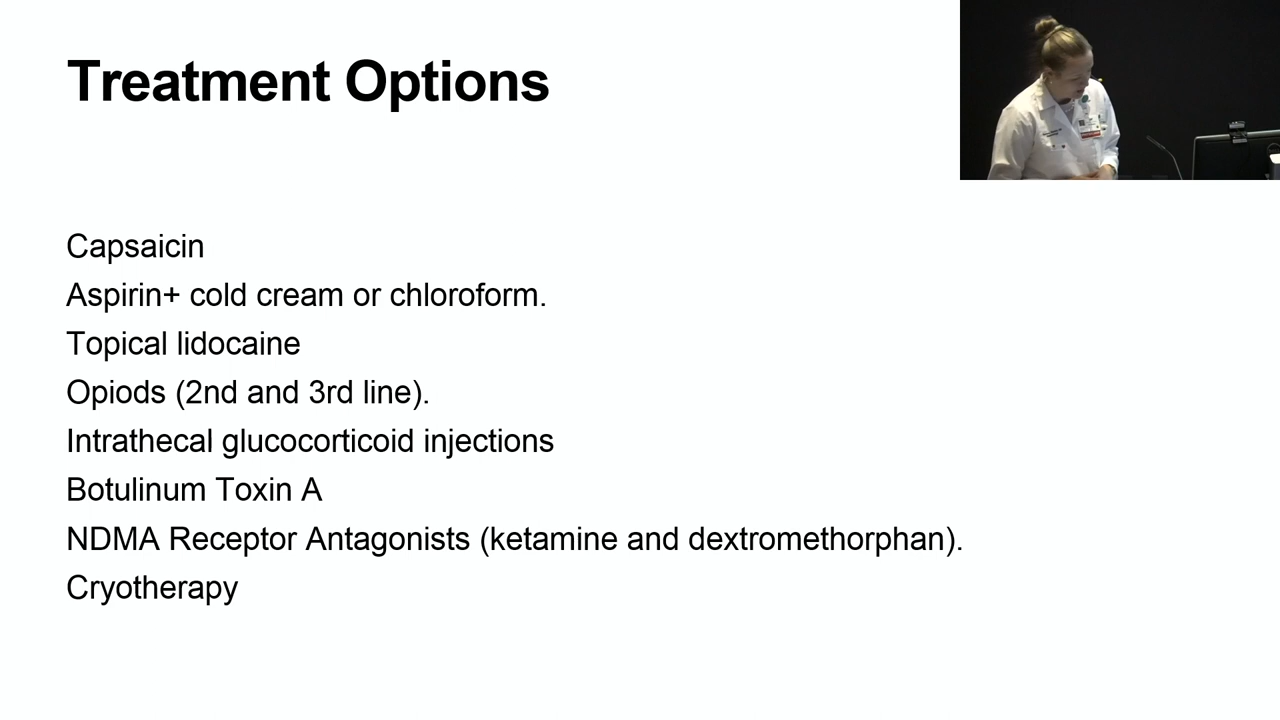 Treatment Options
Capsaicin
Aspirin+ cold cream or chloroform.
Topical lidocaine
Opiods (2nd and 3rd line).
Intrathecal glucocorticoid injections
Botulinum Toxin A
NDMA Receptor Antagonists (ketamine and dextromethorphan).
Cryotherapy